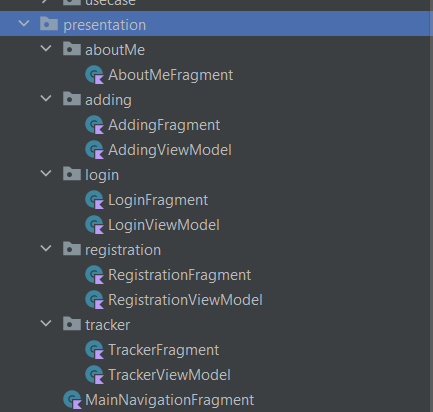 usecase
presentation
aboutMe
AboutMeFragment
adding
AddingFragment
AddingViewModel
login
LoginFragment
LoginViewModel
registration
RegistrationFragment
RegistrationViewModel
tracker
TrackerFragment
TrackerViewModel
MainNavigationFragment